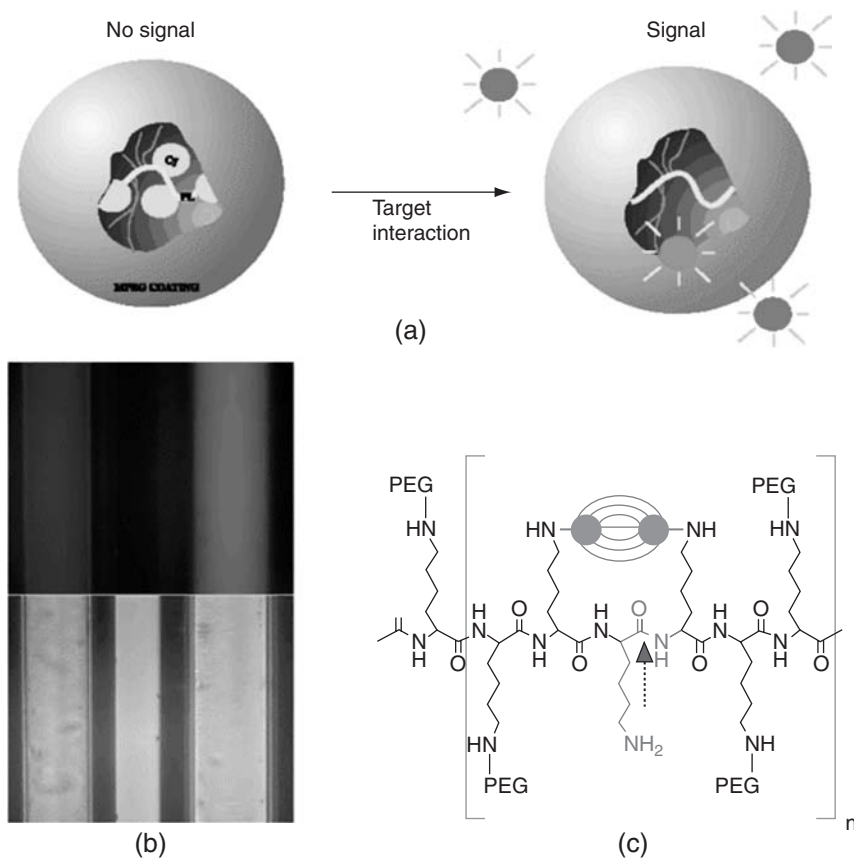 No signal
Signal
Cy
PL
MPEG COATING
Target
interaction
(a)
(b)
PEG
PEG
HN
HN
NH
HN
H
N
O
H
N
O
H
N
O
N
H
O
N
H
O
N
H
O
N
H
O
HN
NH2
NH
PEG
PEG
n
(c)